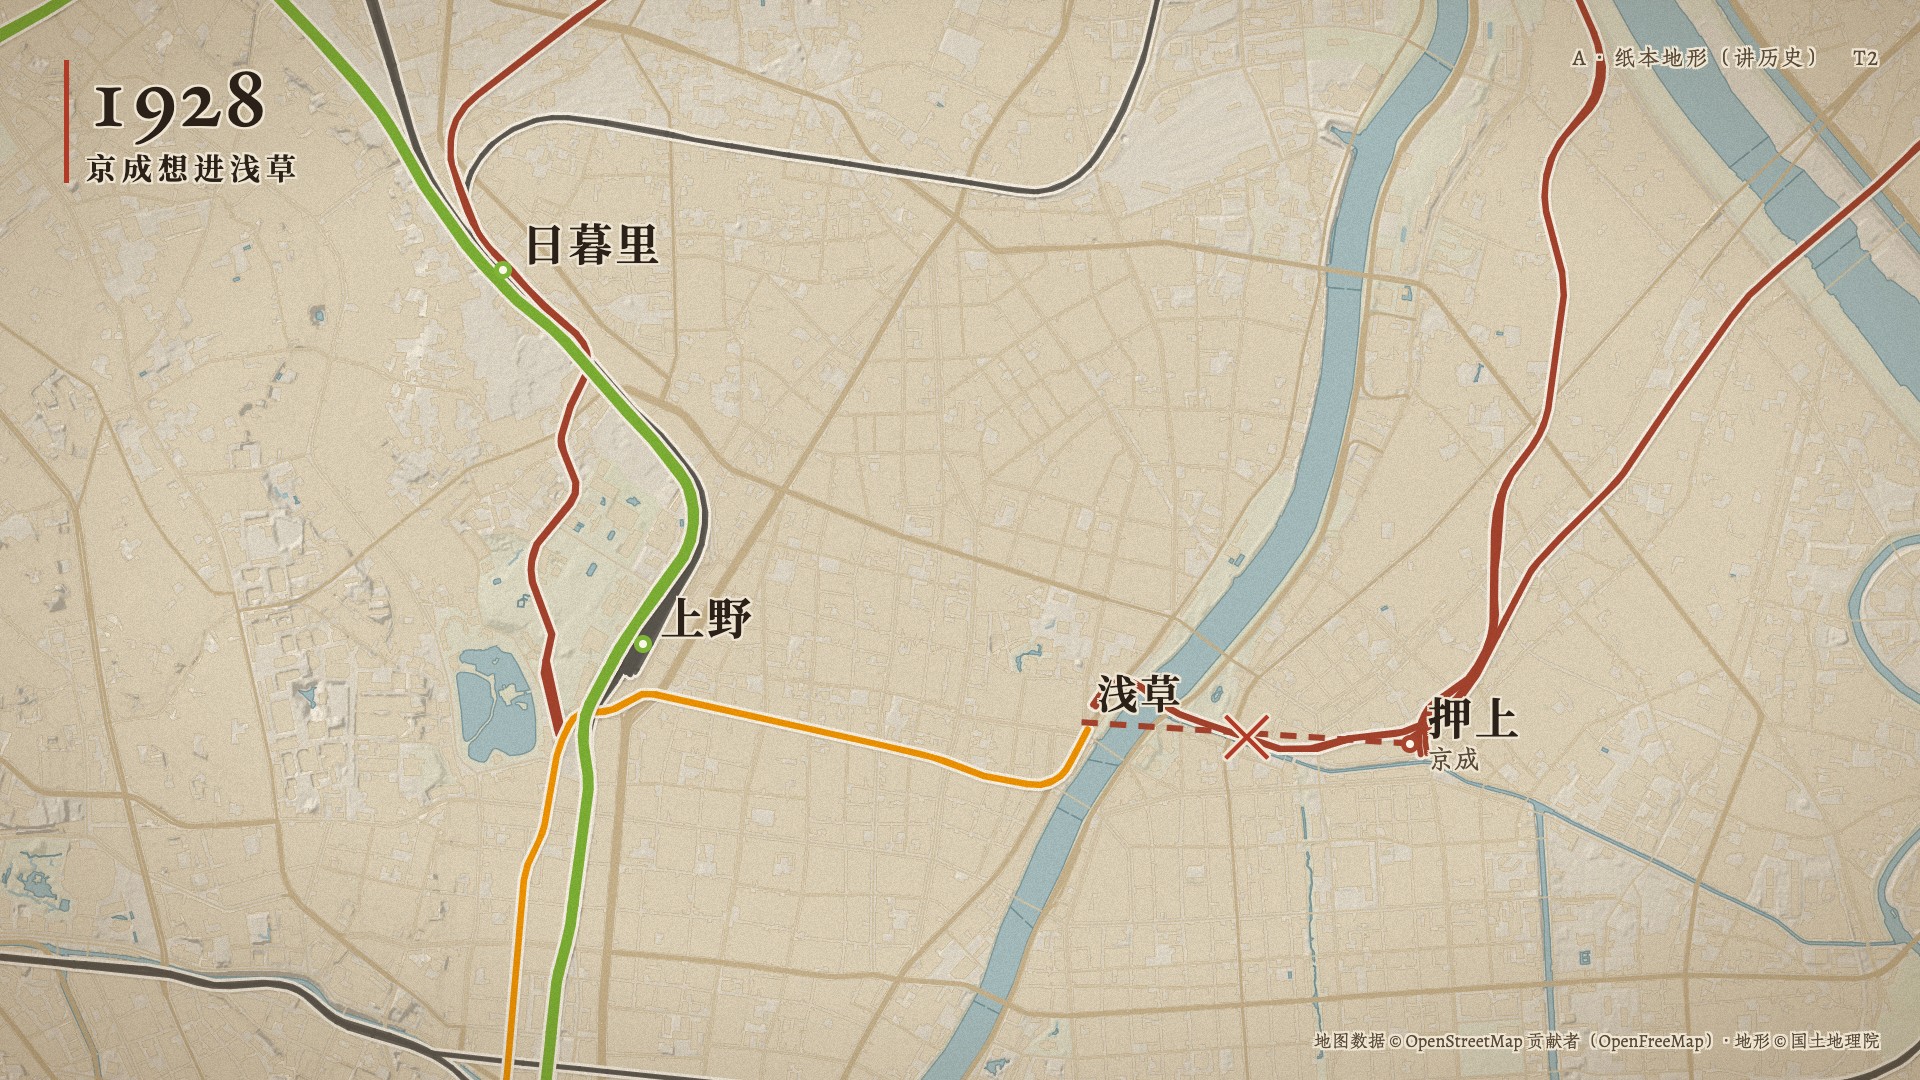 1928
京成想进浅草
A · 纸本地形（讲历史） T2
日暮里
上野
浅草
押上
京成
地图数据 © OpenStreetMap 贡献者（OpenFreeMap）· 地形 © 国土地理院